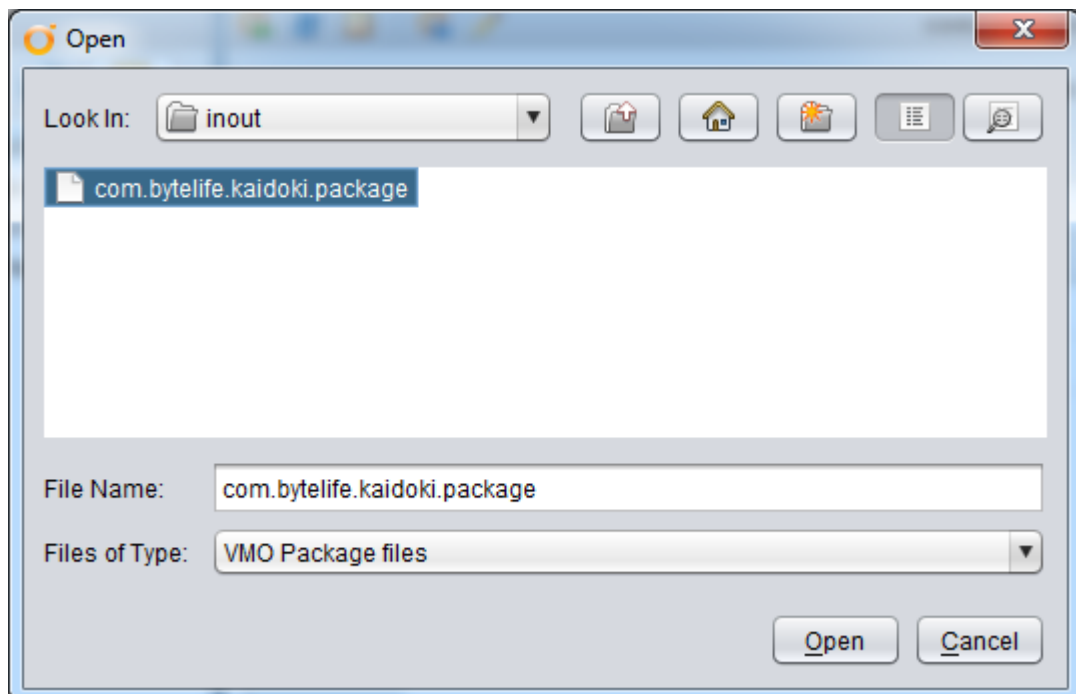 Open
Look In: inout
com.bytelife.kaidoki.package
File Name: com.bytelife.kaidoki.package
Files of Type: VMO Package files
Open Cancel